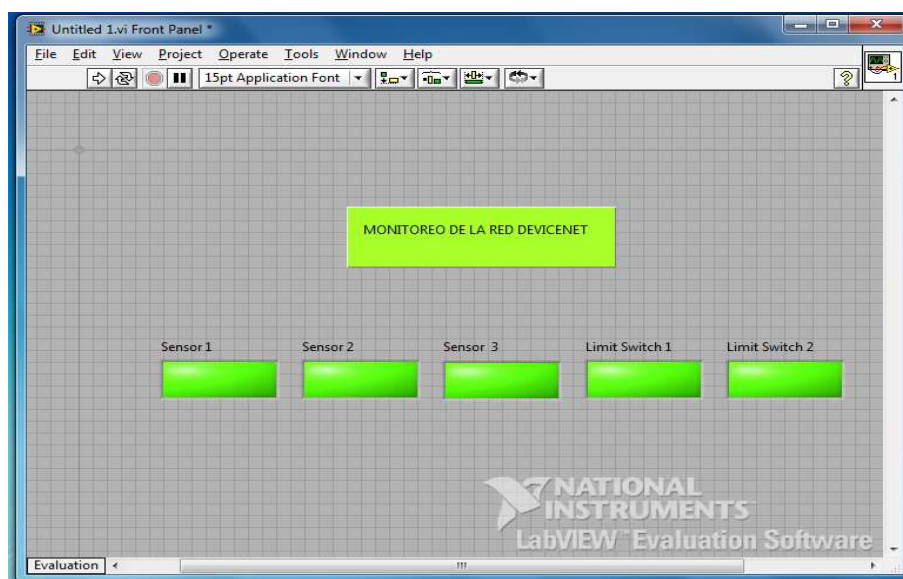 Untitled 1.vi Front Panel *
File Edit View Project Operate Tools Window Help
15pt Application Font
?
1
MONITOREO DE LA RED DEVICENET
Sensor 1 Sensor 2 Sensor 3 Limit Switch 1 Limit Switch 2
NATIONAL
INSTRUMENTS
LabVIEW™ Evaluation Software
Evaluation